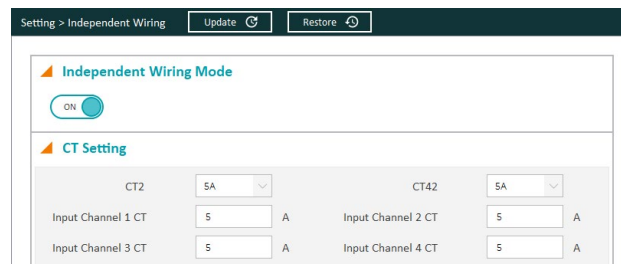 Setting > Independent Wiring Update Restore
Independent Wiring Mode
ON
CT Setting
CT2 5A CT42 5A
Input Channel 1 CT 5 A Input Channel 2 CT 5 A
Input Channel 3 CT 5 A Input Channel 4 CT 5 A